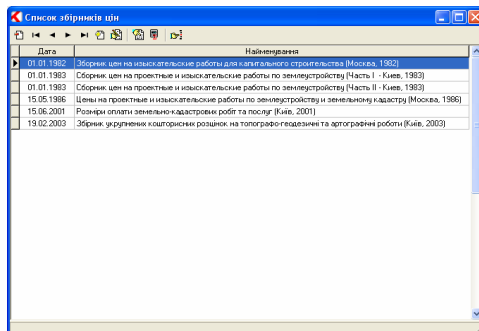 Список збірників цін
Дата Найменування
01.01.1982 Зборник цен на изыскательские работы для капитального строительства (Москва, 1982)
01.01.1983 Сборник цен на проектные и изыскательские работы по землеустройству (Часть I - Киев, 1983)
01.01.1983 Сборник цен на проектные и изыскательские работы по землеустройству (Часть II - Киев, 1983)
15.05.1986 Цены на проектные и изыскательские работы по землеустройству и земельному кадастру (Москва, 1986)
15.06.2001 Розміри оплати земельно-кадастрових робіт та послуг (Київ, 2001)
19.02.2003 Збірник укрупнених кошторисних розцінок на топографо-геодезичні та артографічні роботи (Київ, 2003)